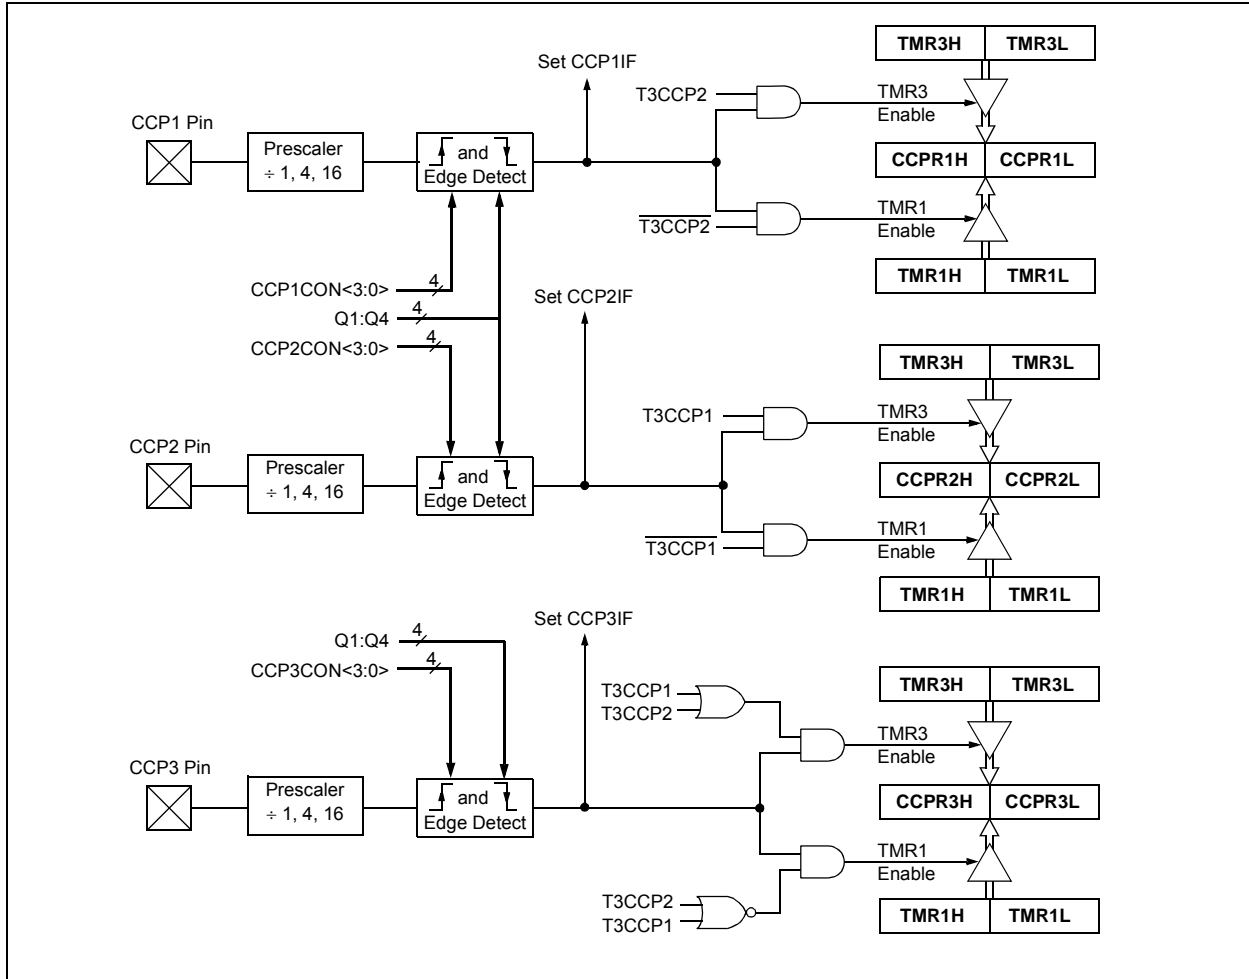 TMR3H TMR3L
Set CCP1IF
T3CCP2
TMR3
Enable
CCP1 Pin
Prescaler
÷ 1, 4, 16
and
Edge Detect
CCPR1H CCPR1L
T3CCP2
TMR1
Enable
TMR1H TMR1L
CCP1CON<3:0> 4
Q1:Q4 4
CCP2CON<3:0> 4
Set CCP2IF
TMR3H TMR3L
T3CCP1
TMR3
Enable
CCP2 Pin
Prescaler
÷ 1, 4, 16
and
Edge Detect
CCPR2H CCPR2L
T3CCP1
TMR1
Enable
TMR1H TMR1L
Q1:Q4 4
CCP3CON<3:0> 4
Set CCP3IF
TMR3H TMR3L
T3CCP1
T3CCP2
TMR3
Enable
CCP3 Pin
Prescaler
÷ 1, 4, 16
and
Edge Detect
CCPR3H CCPR3L
TMR1
Enable
T3CCP2
T3CCP1
TMR1H TMR1L